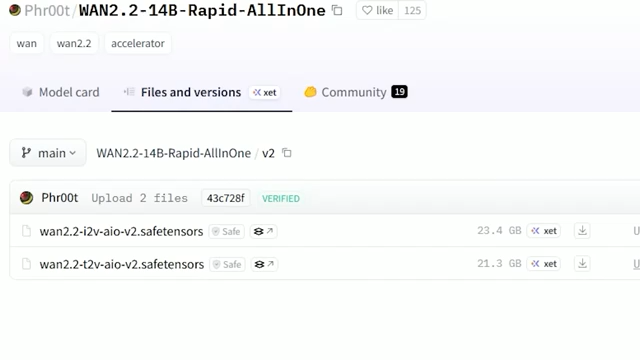 Phr00t/WAN2.2-14B-Rapid-AllInOne like 125
wan wan2.2 accelerator
Model card Files and versions xet Community 19
main WAN2.2-14B-Rapid-AllInOne / v2
Phr00t Upload 2 files 43c728f VERIFIED
wan2.2-i2v-aio-v2.safetensors Safe 23.4 GB xet U
wan2.2-t2v-aio-v2.safetensors Safe 21.3 GB xet U